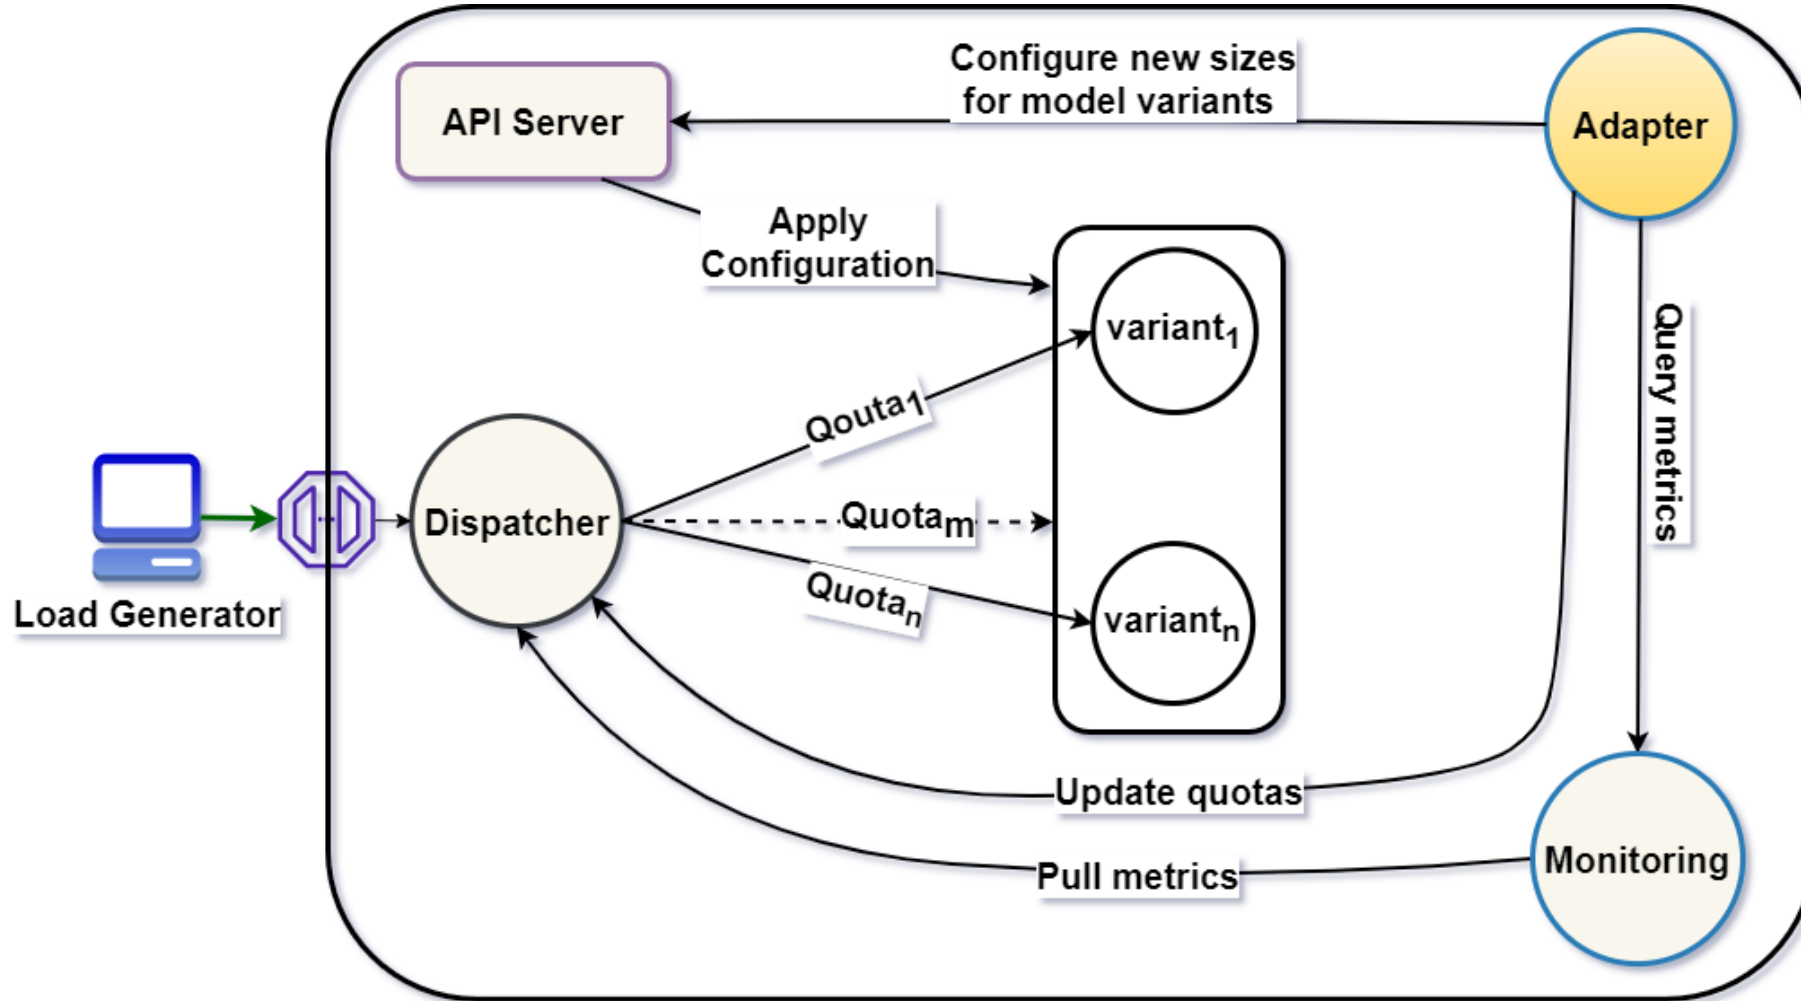 Configure new sizes
for model variants
API Server
Adapter
Apply
Configuration
variant1
Query metrics
Qouta1
Dispatcher
Quotam
Quotan
variantn
Load Generator
Update quotas
Pull metrics
Monitoring